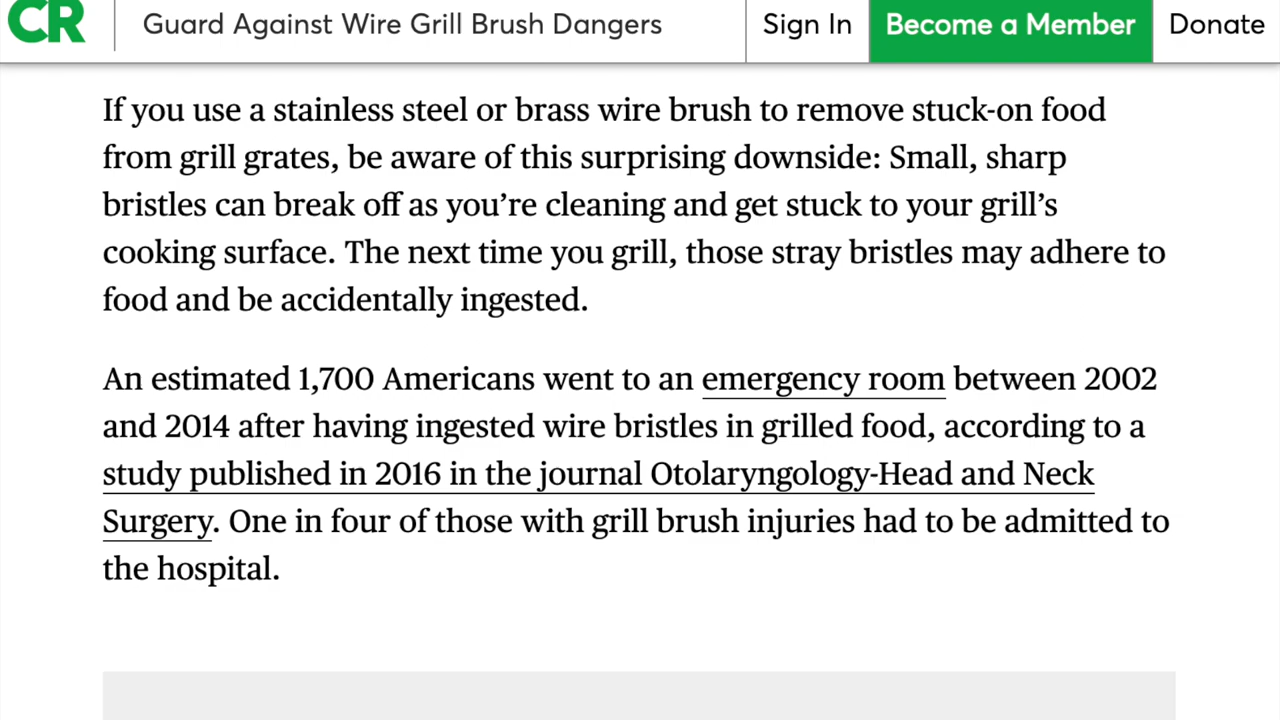 CR
Guard Against Wire Grill Brush Dangers
Sign In
Become a Member
Donate
If you use a stainless steel or brass wire brush to remove stuck-on food
from grill grates, be aware of this surprising downside: Small, sharp
bristles can break off as you’re cleaning and get stuck to your grill’s
cooking surface. The next time you grill, those stray bristles may adhere to
food and be accidentally ingested.
An estimated 1,700 Americans went to an emergency room between 2002
and 2014 after having ingested wire bristles in grilled food, according to a
study published in 2016 in the journal Otolaryngology-Head and Neck
Surgery. One in four of those with grill brush injuries had to be admitted to
the hospital.